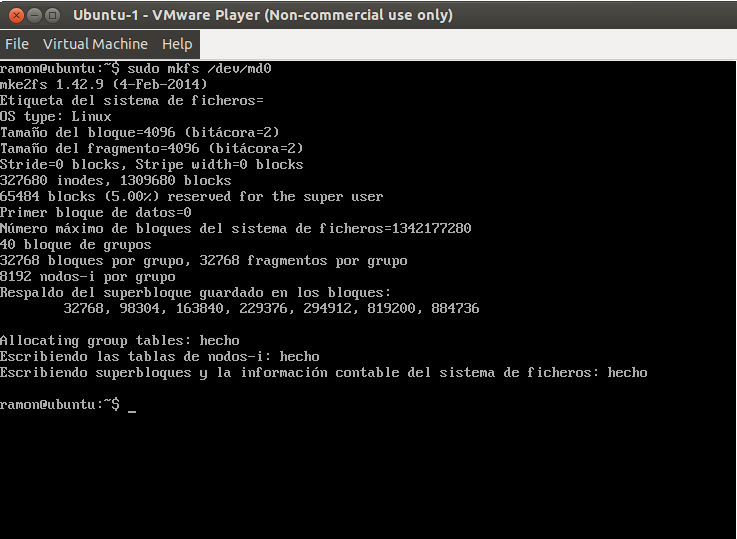 Ubuntu-1 - VMware Player (Non-commercial use only)
File Virtual Machine Help
ramon@ubuntu:~$ sudo mkfs /dev/md0
mke2fs 1.42.9 (4-Feb-2014)
Etiqueta del sistema de ficheros=
OS type: Linux
Tamaño del bloque=4096 (bitácora=2)
Tamaño del fragmento=4096 (bitácora=2)
Stride=0 blocks, Stripe width=0 blocks
327680 inodes, 1309680 blocks
65484 blocks (5.00%) reserved for the super user
Primer bloque de datos=0
Número máximo de bloques del sistema de ficheros=1342177280
40 bloque de grupos
32768 bloques por grupo, 32768 fragmentos por grupo
8192 nodos-i por grupo
Respaldo del superbloque guardado en los bloques:
32768, 98304, 163840, 229376, 294912, 819200, 884736
Allocating group tables: hecho
Escribiendo las tablas de nodos-i: hecho
Escribiendo superbloques y la información contable del sistema de ficheros: hecho
ramon@ubuntu:~$ _